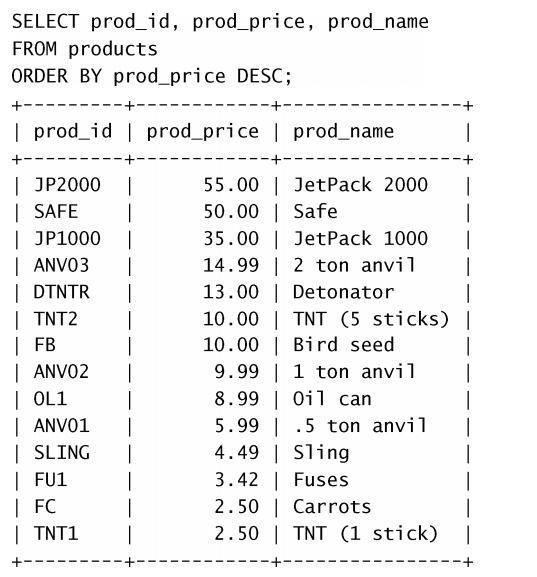 SELECT prod_id, prod_price, prod_name
FROM products
ORDER BY prod_price DESC;
+---------+------------+---------------+
| prod_id | prod_price | prod_name     |
+---------+------------+---------------+
| JP2000  |      55.00 | JetPack 2000  |
| SAFE    |      50.00 | Safe          |
| JP1000  |      35.00 | JetPack 1000  |
| ANV03   |      14.99 | 2 ton anvil   |
| DTNTR   |      13.00 | Detonator     |
| TNT2    |      10.00 | TNT (5 sticks) |
| FB      |      10.00 | Bird seed     |
| ANV02   |       9.99 | 1 ton anvil   |
| OL1     |       8.99 | Oil can       |
| ANV01   |       5.99 | .5 ton anvil  |
| SLING   |       4.49 | Sling         |
| FU1     |       3.42 | Fuses         |
| FC      |       2.50 | Carrots       |
| TNT1    |       2.50 | TNT (1 stick) |
+---------+------------+---------------+